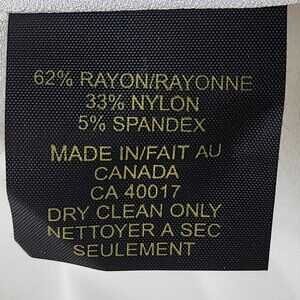 62% RAYON/RAYONNE
33% NYLON
5% SPANDEX
MADE IN/FAIT AU
CANADA
CA 40017
DRY CLEAN ONLY
NETTOYER A SEC
SEULEMENT